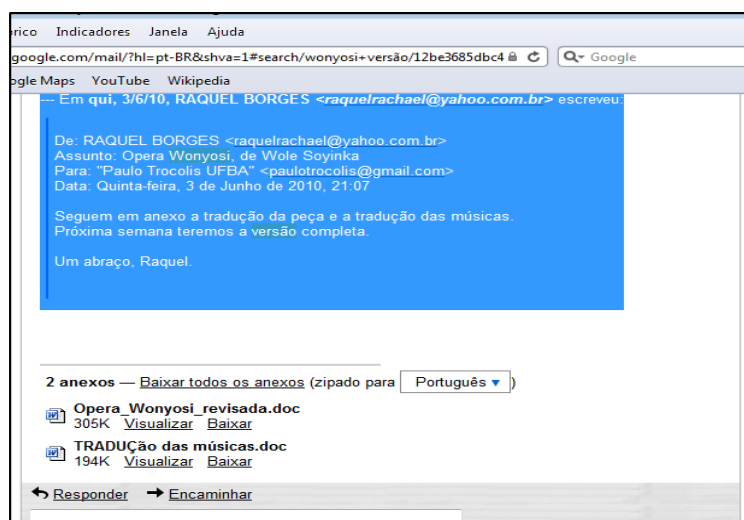 rico Indicadores Janela Ajuda
google.com/mail/?hl=pt-BR&shva=1#search/wonyosi+versão/12be3685dbc4 Google
ogle Maps YouTube Wikipedia
--- Em qui, 3/6/10, RAQUEL BORGES <raquelrachael@yahoo.com.br> escreveu:
De: RAQUEL BORGES <raquelrachael@yahoo.com.br>
Assunto: Opera Wonyosi, de Wole Soyinka
Para: "Paulo Trocolis UFBA" <paulotrocolis@gmail.com>
Data: Quinta-feira, 3 de Junho de 2010, 21:07
Seguem em anexo a tradução da peça e a tradução das músicas.
Próxima semana teremos a versão completa.
Um abraço, Raquel.
2 anexos — Baixar todos os anexos (zipado para Português )
Opera_Wonyosi_revisada.doc
305K Visualizar Baixar
TRADUÇão das músicas.doc
194K Visualizar Baixar
Responder Encaminhar